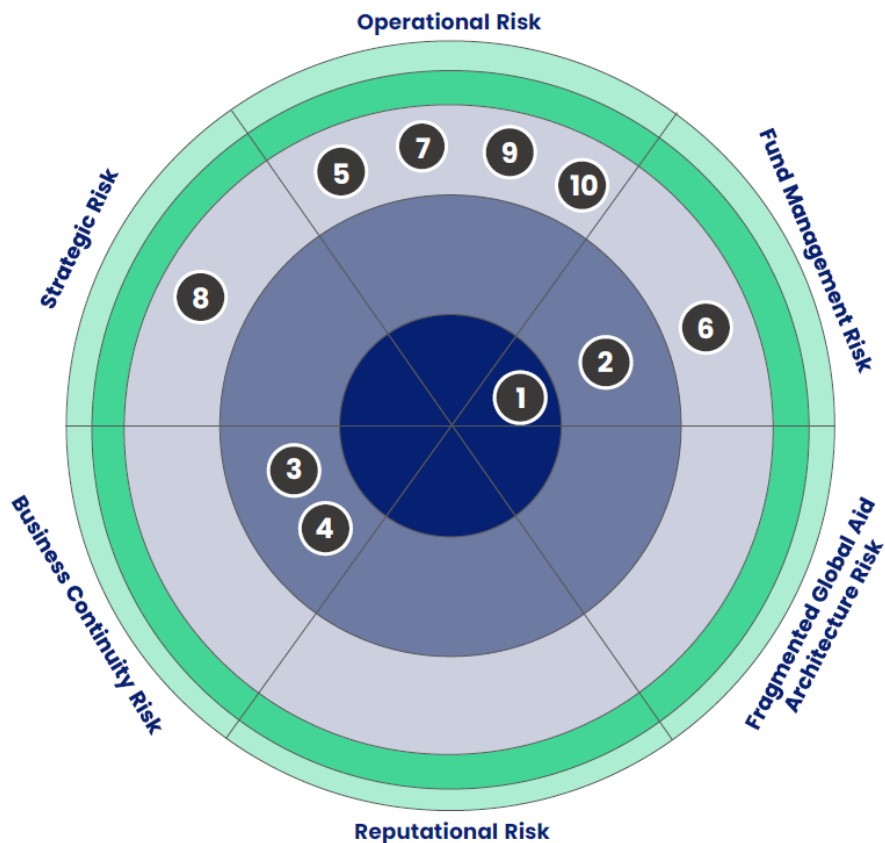 Operational Risk
Fund Management Risk
Strategic Risk
5
7
9
10
8
6
2
1
3
4
Business Continuity Risk
Fragmented Global Aid
Architecture Risk
Reputational Risk